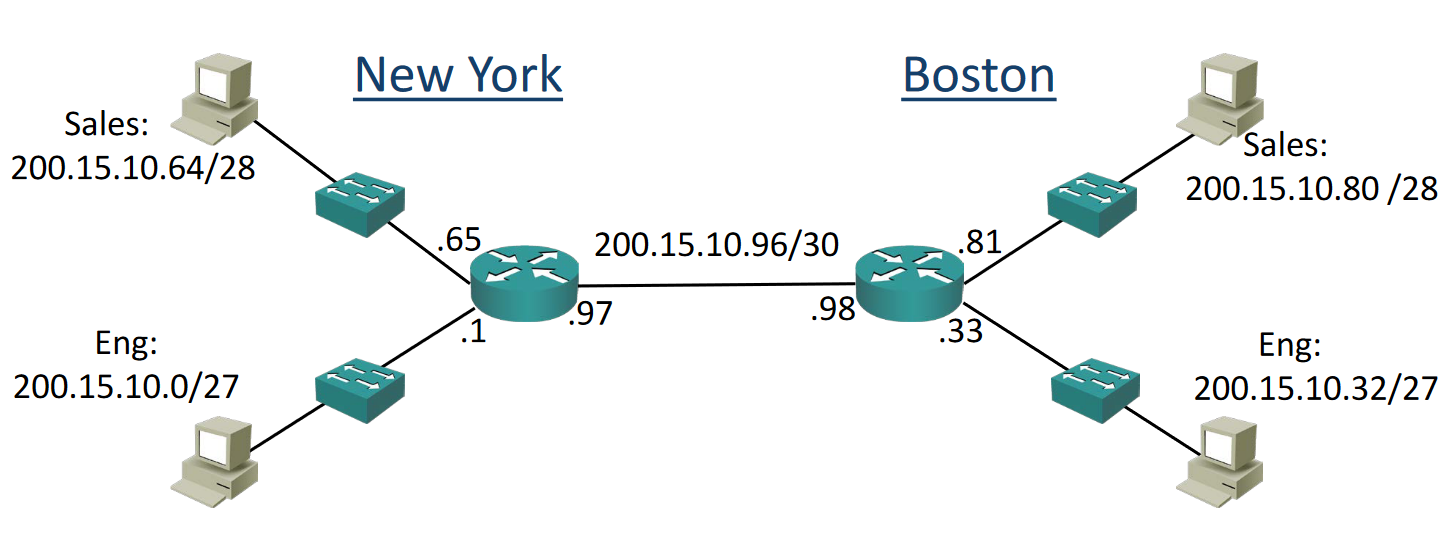 New York
Boston
Sales:
200.15.10.64/28
Sales:
200.15.10.80 /28
.65
200.15.10.96/30
.81
.97
.98
.1
.33
Eng:
200.15.10.0/27
Eng:
200.15.10.32/27